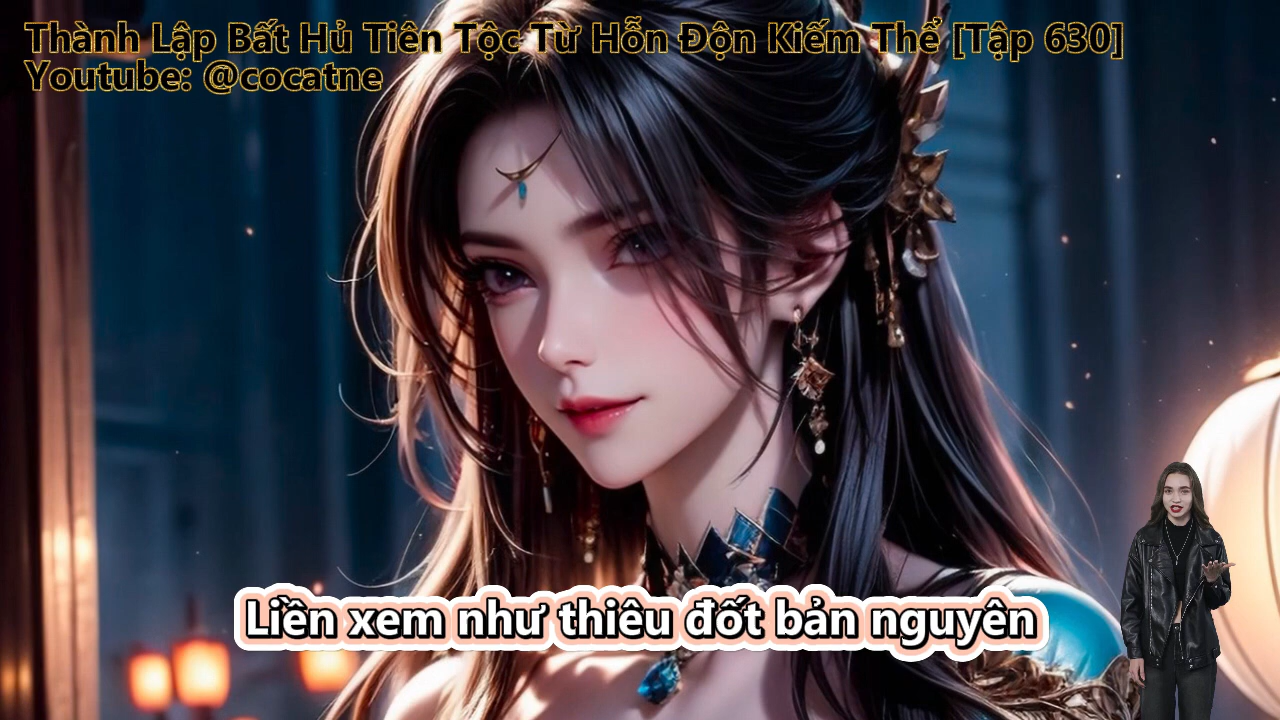 Thành Lập Bất Hủ Tiên Tộc Từ Hỗn Độn Kiếm Thể [Tập 630]
Youtube: @cocatne
Liền xem như thiêu đốt bản nguyên